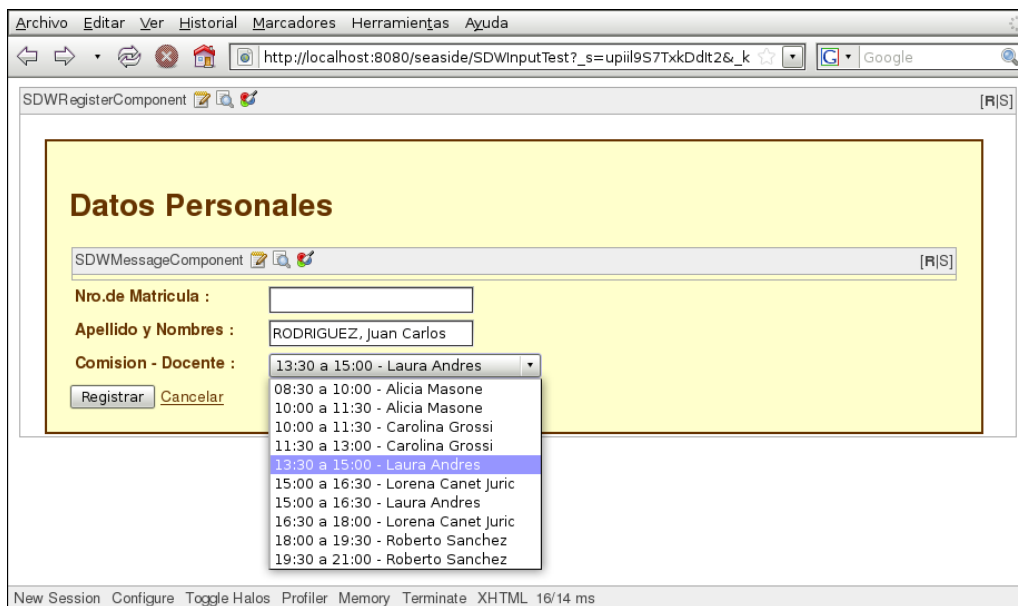 Archivo Editar Ver Historial Marcadores Herramientas Ayuda
http://localhost:8080/seaside/SDWInputTest?_s=upiil9S7TxkDdIt2&_k G Google
SDWRegisterComponent [R|S]
Datos Personales
SDWMessageComponent [R|S]
Nro.de Matricula :
Apellido y Nombres : RODRIGUEZ, Juan Carlos
Comision - Docente : 13:30 a 15:00 - Laura Andres
Registrar Cancelar
08:30 a 10:00 - Alicia Masone
10:00 a 11:30 - Alicia Masone
10:00 a 11:30 - Carolina Grossi
11:30 a 13:00 - Carolina Grossi
13:30 a 15:00 - Laura Andres
15:00 a 16:30 - Lorena Canet Juric
15:00 a 16:30 - Laura Andres
16:30 a 18:00 - Lorena Canet Juric
18:00 a 19:30 - Roberto Sanchez
19:30 a 21:00 - Roberto Sanchez
New Session Configure Toggle Halos Profiler Memory Terminate XHTML 16/14 ms